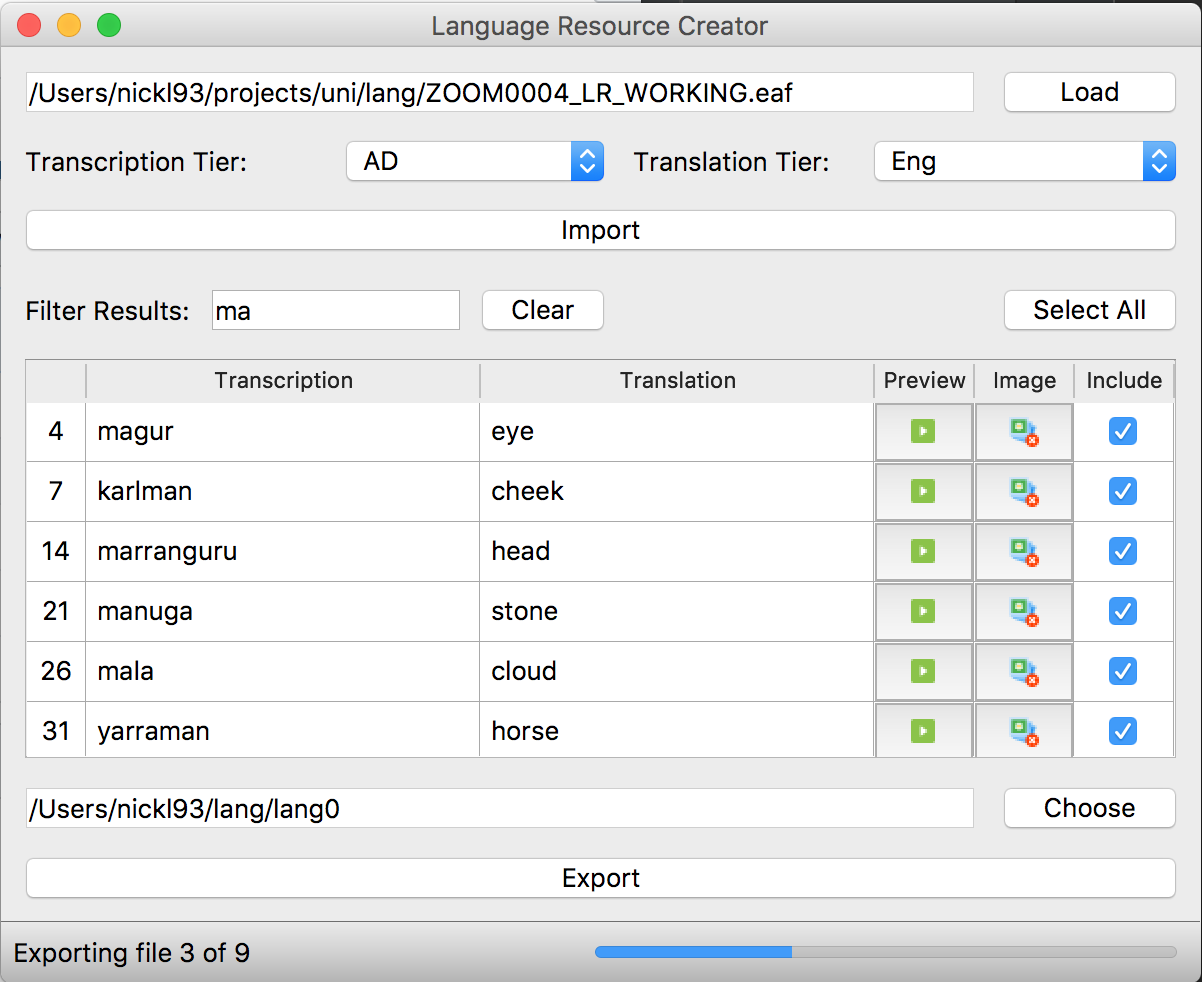 Language Resource Creator
/Users/nickl93/projects/uni/lang/ZOOM0004_LR_WORKING.eaf Load
Transcription Tier: AD Translation Tier: Eng
Import
Filter Results: ma Clear Select All
Transcription Translation Preview Image Include
4 magur eye
7 karlman cheek
14 marranguru head
21 manuga stone
26 mala cloud
31 yarraman horse
/Users/nickl93/lang/lang0 Choose
Export
Exporting file 3 of 9